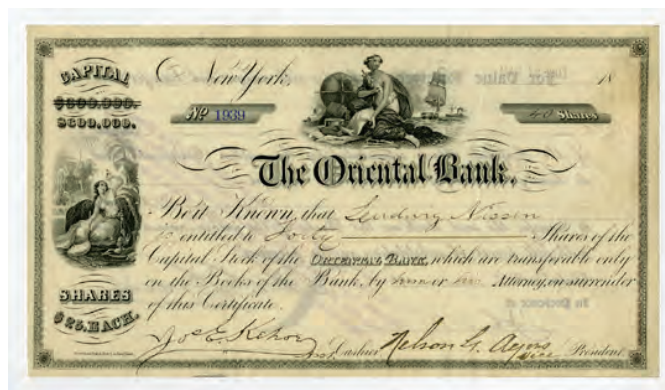 CAPITAL
$600,000.
$600,000.
SHARES
$25. EACH.
New York, 18
Nº 1939
40 Shares
The Oriental Bank.
Be it Known, that Ludwig Nissen
is entitled to Forty Shares of the
Capital Stock of the ORIENTAL BANK, which are transferable only
on the Books of the Bank, by him or his Attorney, on surrender
of this Certificate.
Cashier Nelson G. Ayres Vice President.